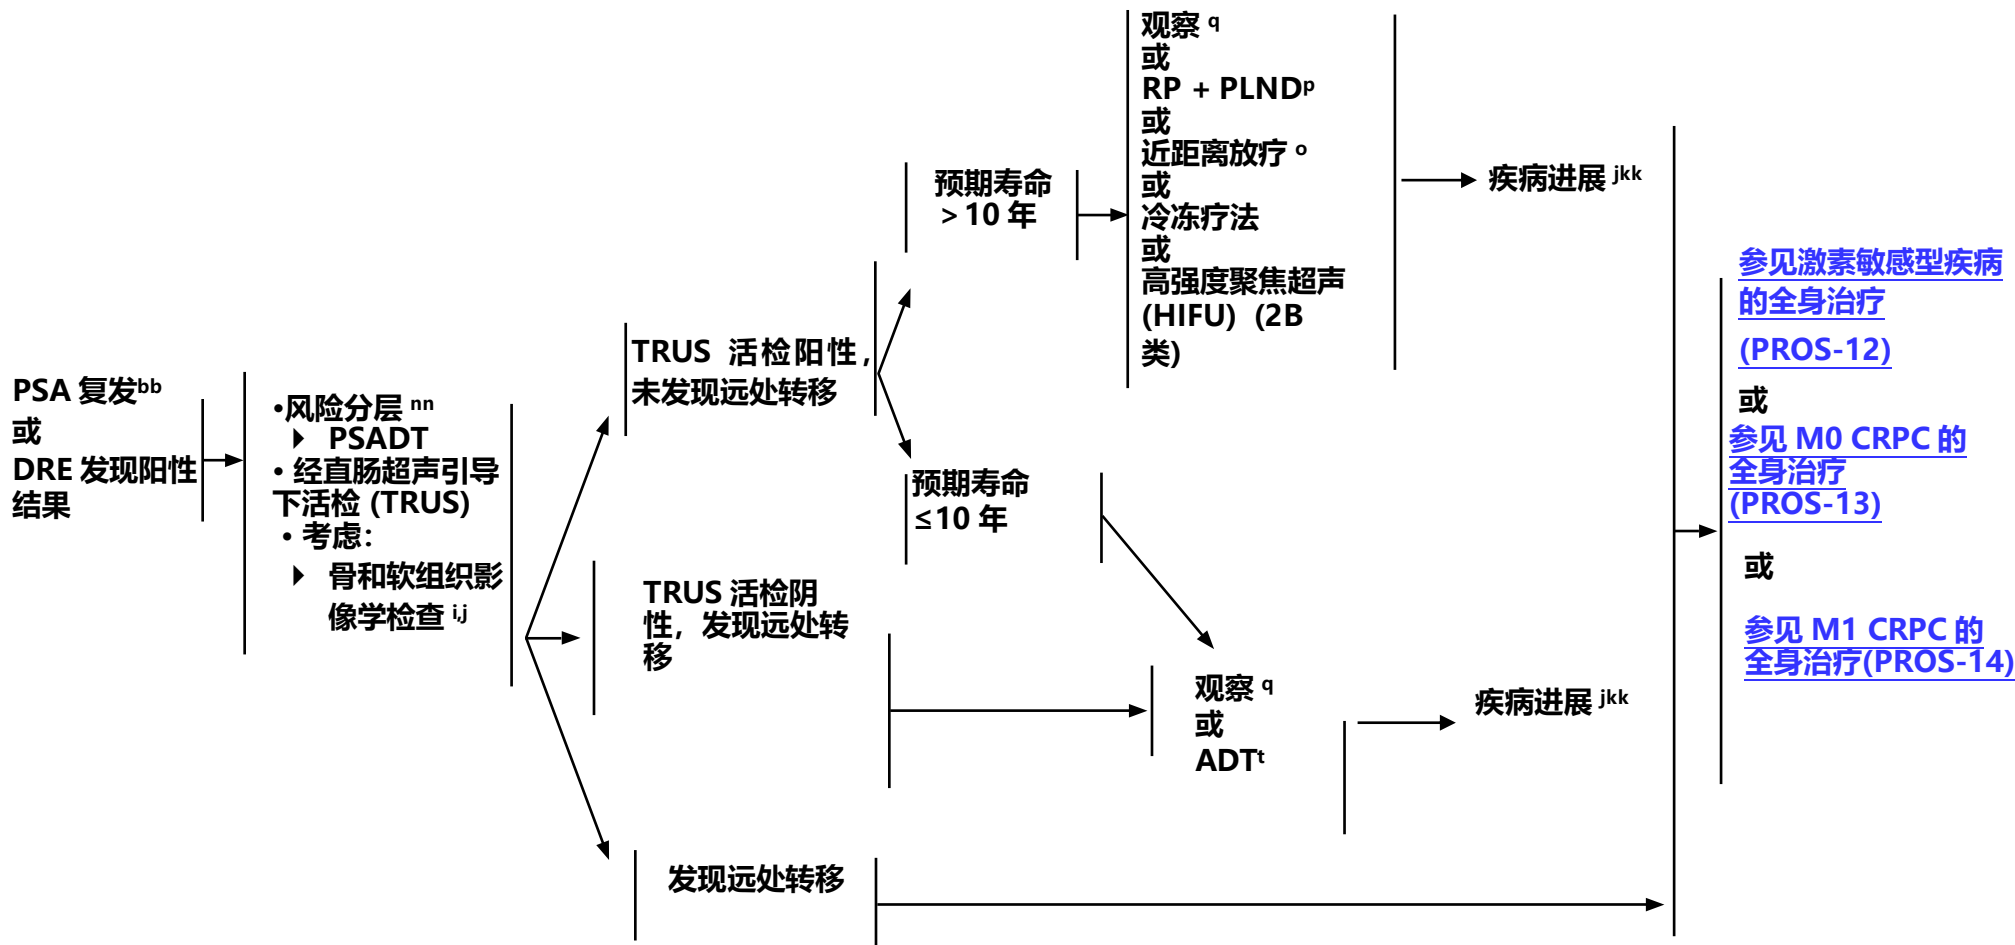 PSA 复发bb
或
DRE 发现阳性
结果
•风险分层 nn
PSADT
• 经直肠超声引导
下活检 (TRUS)
• 考虑：
骨和软组织影
像学检查 i,j
TRUS 活检阳性，
未发现远处转移
TRUS 活检阴
性，发现远处转
移
发现远处转移
预期寿命
> 10 年
预期寿命
≤10 年
观察 q
或
RP + PLNDp
或
近距离放疗 o
或
冷冻疗法
或
高强度聚焦超声
(HIFU) (2B
类)
疾病进展 jkk
观察 q
或
ADTt
疾病进展 jkk
参见激素敏感型疾病
的全身治疗
(PROS-12)
或
参见 M0 CRPC 的
全身治疗
(PROS-13)
或
参见 M1 CRPC 的
全身治疗(PROS-14)